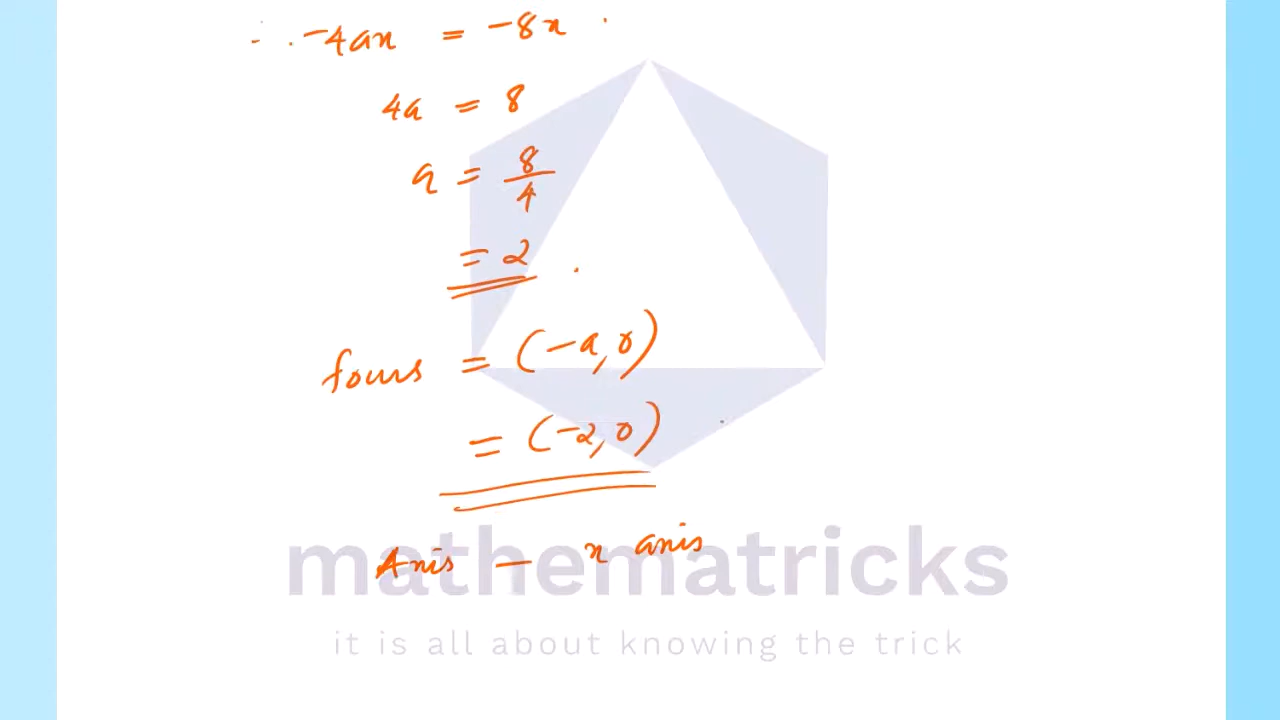 ∴ -4ax = -8x
4a = 8
a = 8/4
= 2
focus = (-a, 0)
= (-2, 0)
Axis – x axis
mathematricks
it is all about knowing the trick